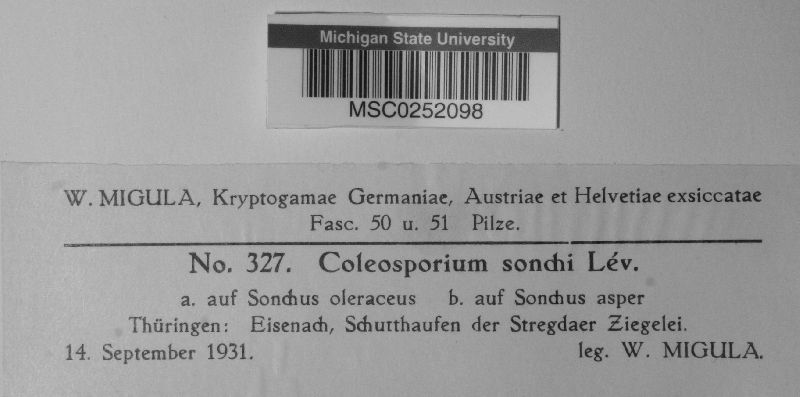 Michigan State University
MSC0252098
W. MIGULA, Kryptogamae Germaniae, Austriae et Helvetiae exsiccatae
Fasc. 50 u. 51 Pilze.
No. 327. Coleosporium sonchi Lév.
a. auf Sonchus oleraceus b. auf Sonchus asper
Thüringen: Eisenach, Schutthaufen der Stregdaer Ziegelei.
14. September 1931. leg. W. MIGULA.